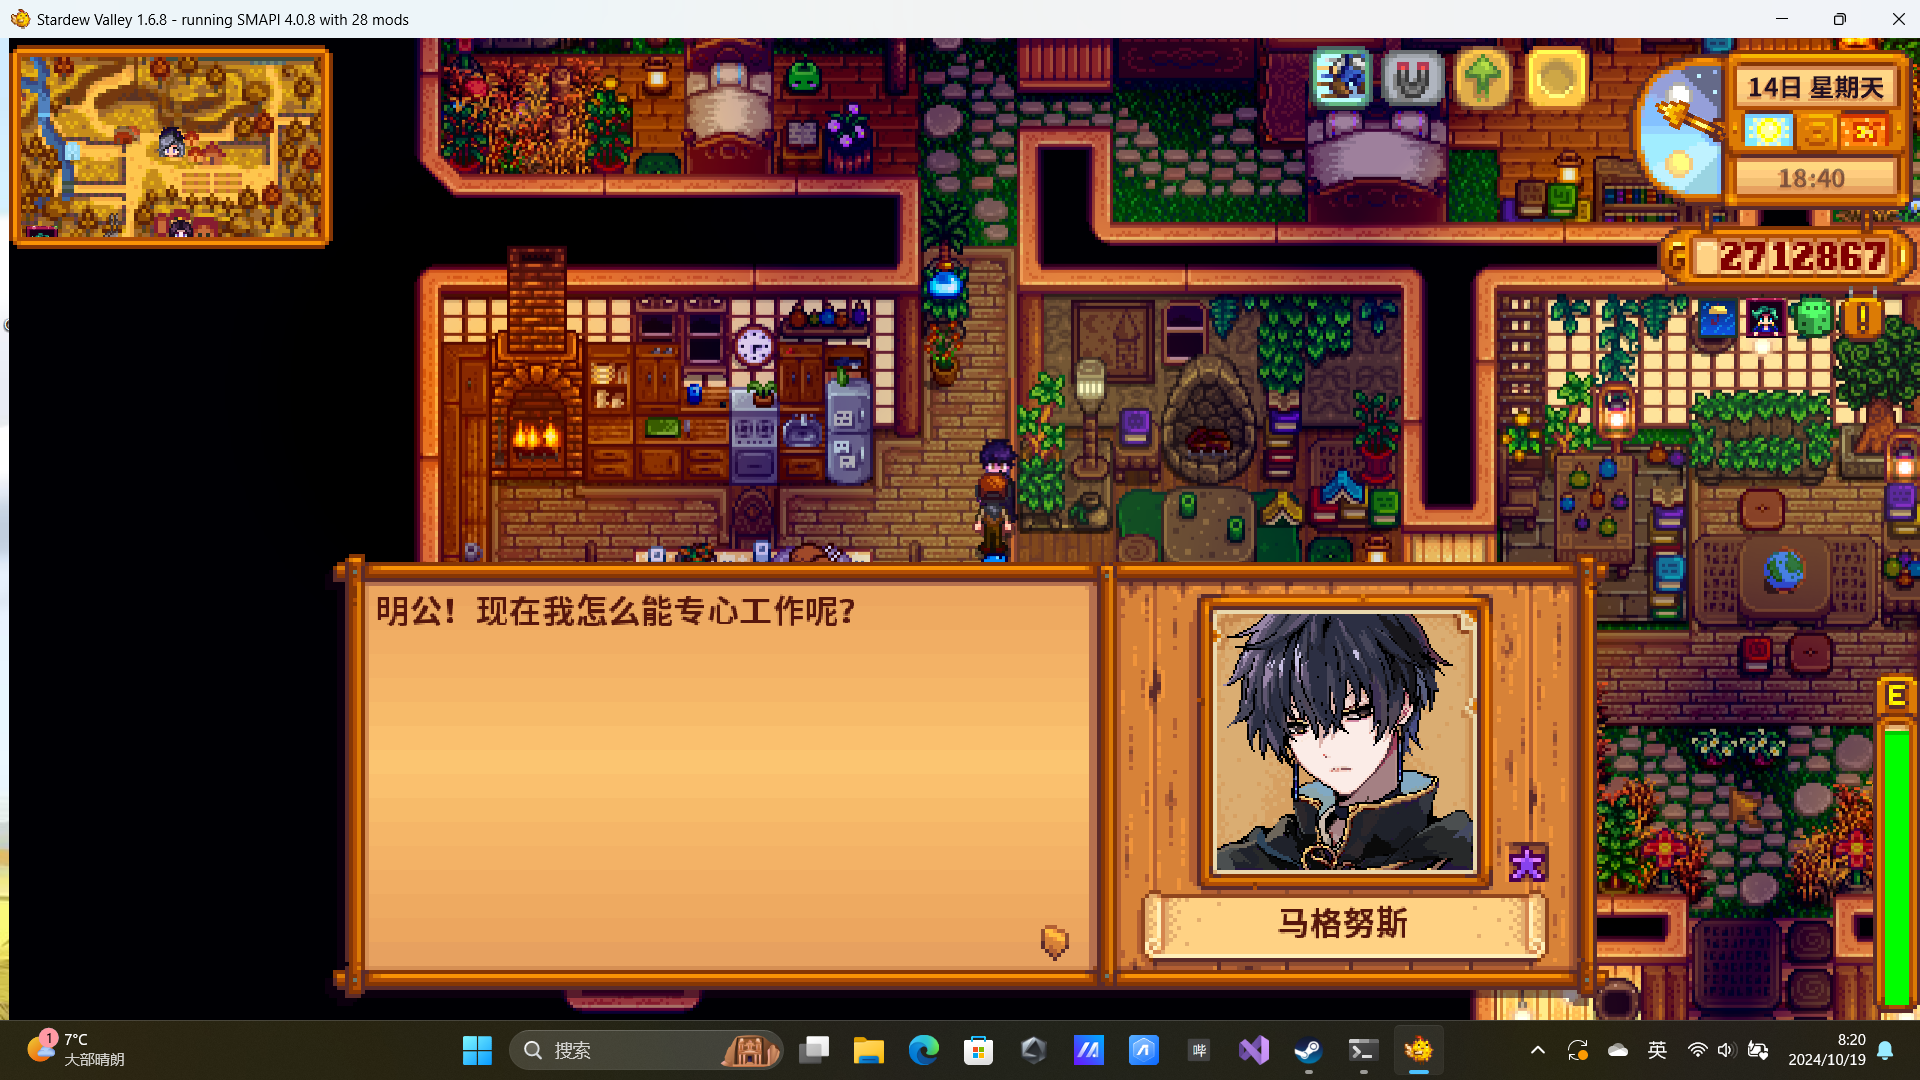 Stardew Valley 1.6.8 - running SMAPI 4.0.8 with 28 mods
14日 星期天
18:40
2712867
明公！现在我怎么能专心工作呢？
马格努斯
E
1
7°C
大部晴朗
搜索
哔
英
8:20
2024/10/19